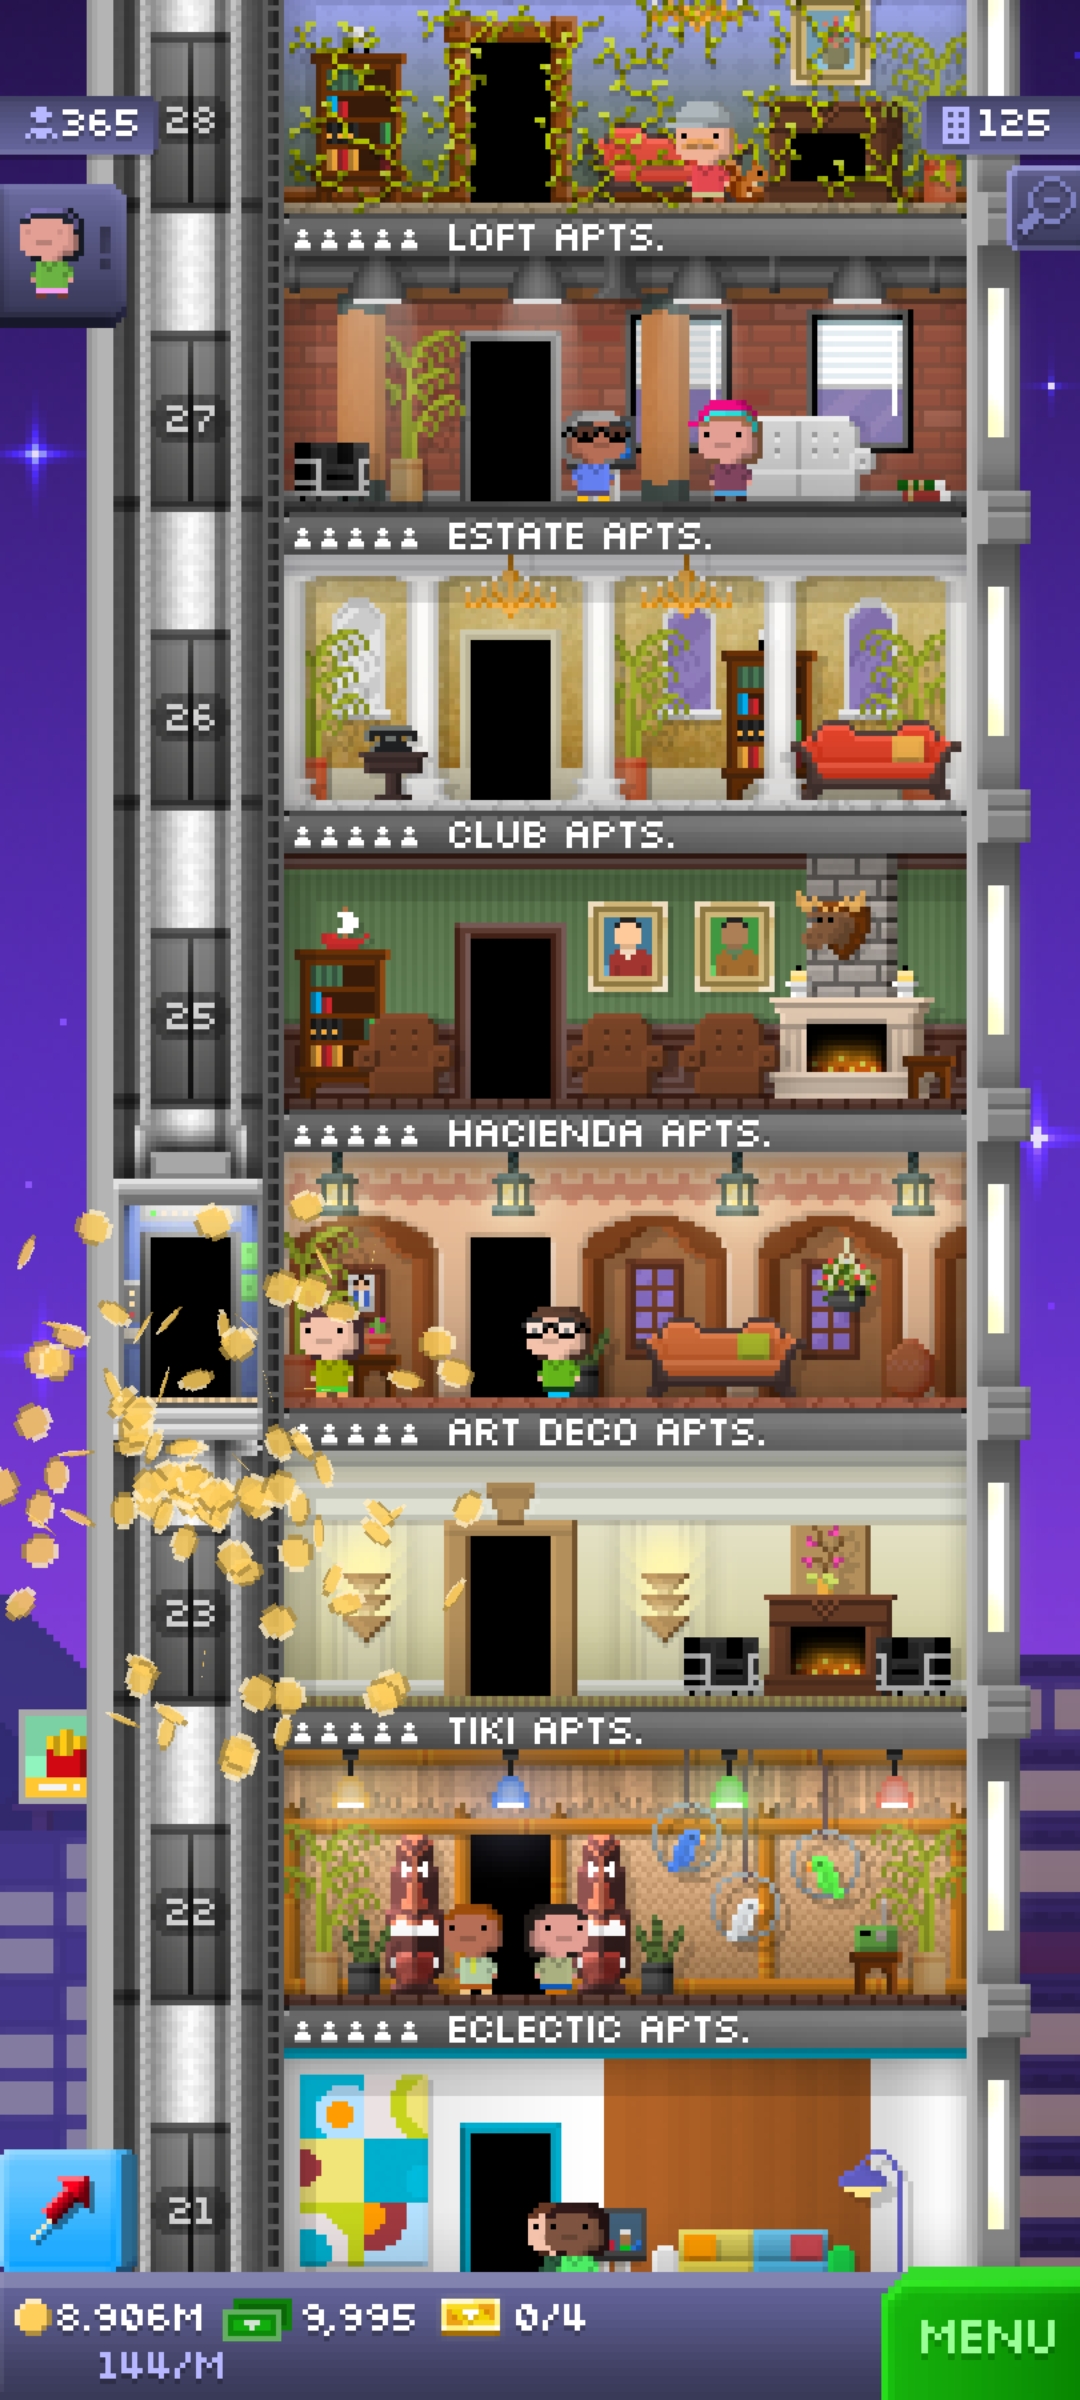 28
365
125
!
LOFT APTS.
27
ESTATE APTS.
26
CLUB APTS.
25
HACIENDA APTS.
ART DECO APTS.
23
TIKI APTS.
22
ECLECTIC APTS.
21
8.906M 9,995 0/4
144/M
MENU